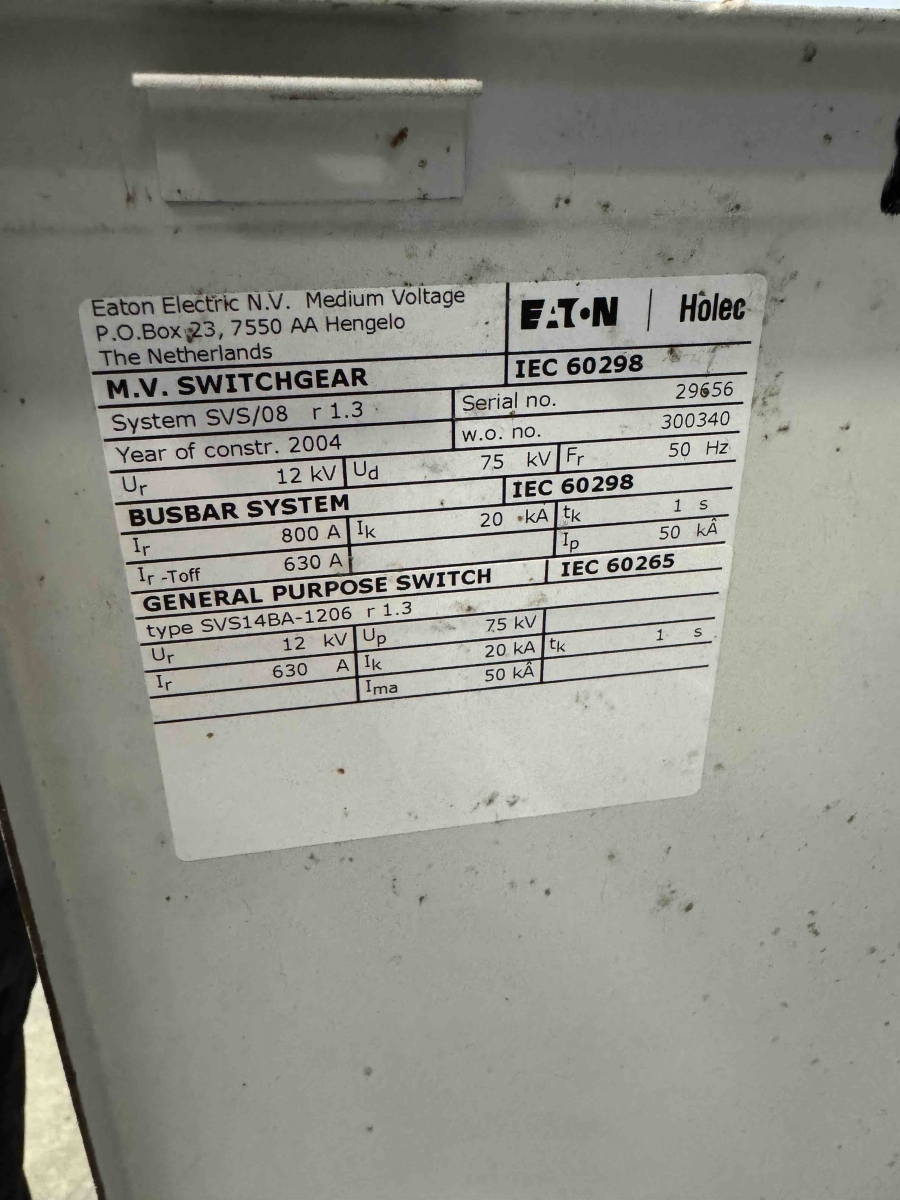 Eaton Electric N.V. Medium Voltage
P.O.Box 23, 7550 AA Hengelo
The Netherlands
EATON | Holec
M.V. SWITCHGEAR IEC 60298
System SVS/08 r 1.3 Serial no. 29656
Year of constr. 2004 w.o. no. 300340
Ur 12 kV Ud 75 kV Fr 50 Hz
BUSBAR SYSTEM IEC 60298
Ir 800 A Ik 20 kA tk 1 s
Ir -Toff 630 A Ip 50 kÂ
GENERAL PURPOSE SWITCH IEC 60265
type SVS14BA-1206 r 1.3
Ur 12 kV Up 75 kV
Ir 630 A Ik 20 kA tk 1 s
Ima 50 kÂ